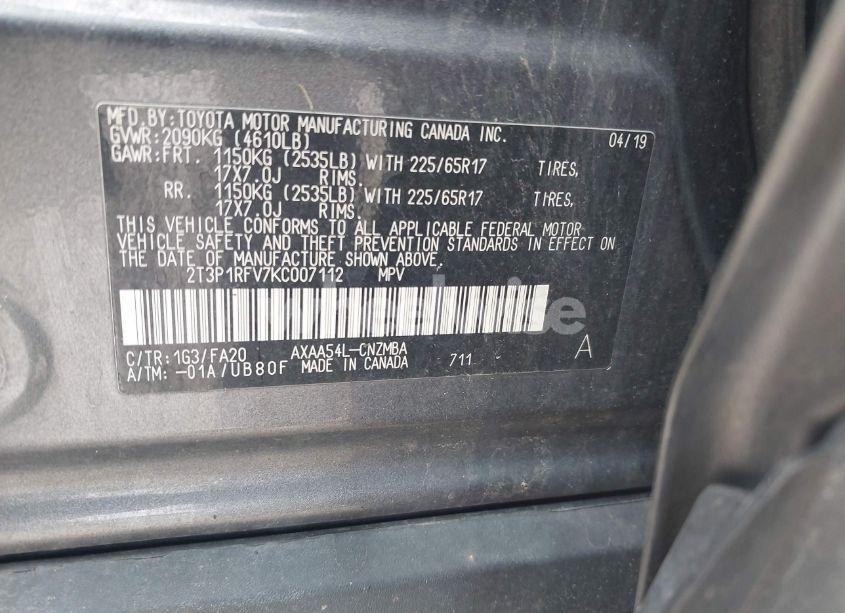 MFD.BY:TOYOTA MOTOR MANUFACTURING CANADA INC. 04/19
GVWR:2090KG (4610LB)
GAWR:FRT. 1150KG (2535LB) WITH 225/65R17 TIRES,
17X7.0J RIMS.
RR. 1150KG (2535LB) WITH 225/65R17 TIRES,
17X7.0J RIMS.
THIS VEHICLE CONFORMS TO ALL APPLICABLE FEDERAL MOTOR
VEHICLE SAFETY AND THEFT PREVENTION STANDARDS IN EFFECT ON
THE DATE OF MANUFACTURE SHOWN ABOVE.
2T3P1RFV7KC007112 MPV
C/TR:1G3/FA20 AXAA54L-CNZMBA
A/TM:-01A/UB80F MADE IN CANADA 711 A